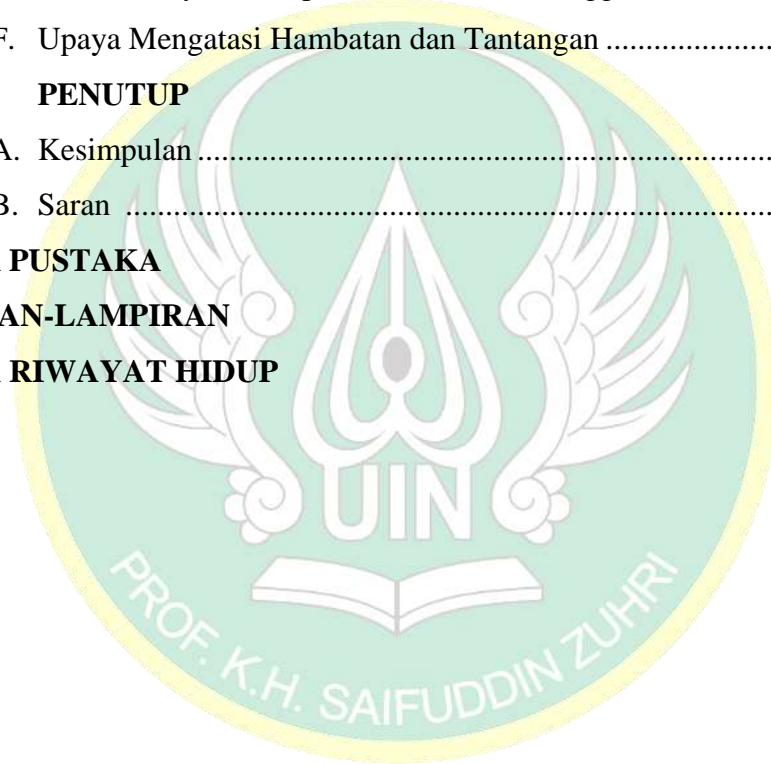 F. Upaya Mengatasi Hambatan dan Tantangan ......................
PENUTUP
A. Kesimpulan ......................................................................
B. Saran ................................................................................
PUSTAKA
AN-LAMPIRAN
RIWAYAT HIDUP
UIN
PROF. K.H. SAIFUDDIN ZUHRI